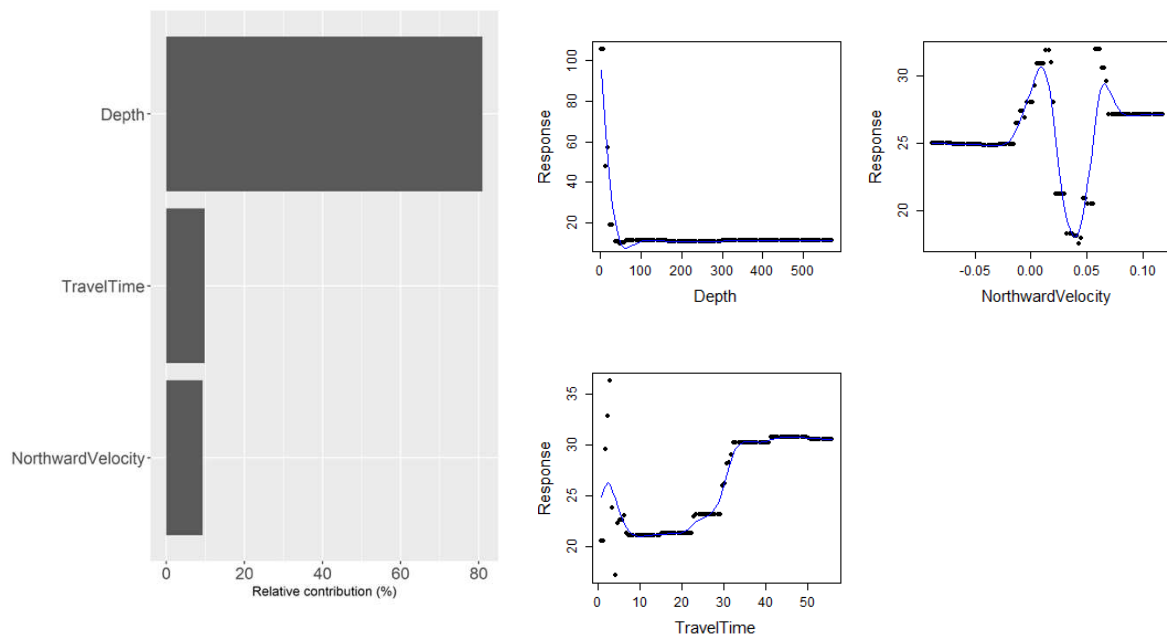 Depth
TravelTime
NorthwardVelocity
0 20 40 60 80
Relative contribution (%)
Response
20 40 60 80 100
0 100 200 300 400 500
Depth
Response
20 25 30
-0.05 0.00 0.05 0.10
NorthwardVelocity
Response
20 25 30 35
0 10 20 30 40 50
TravelTime